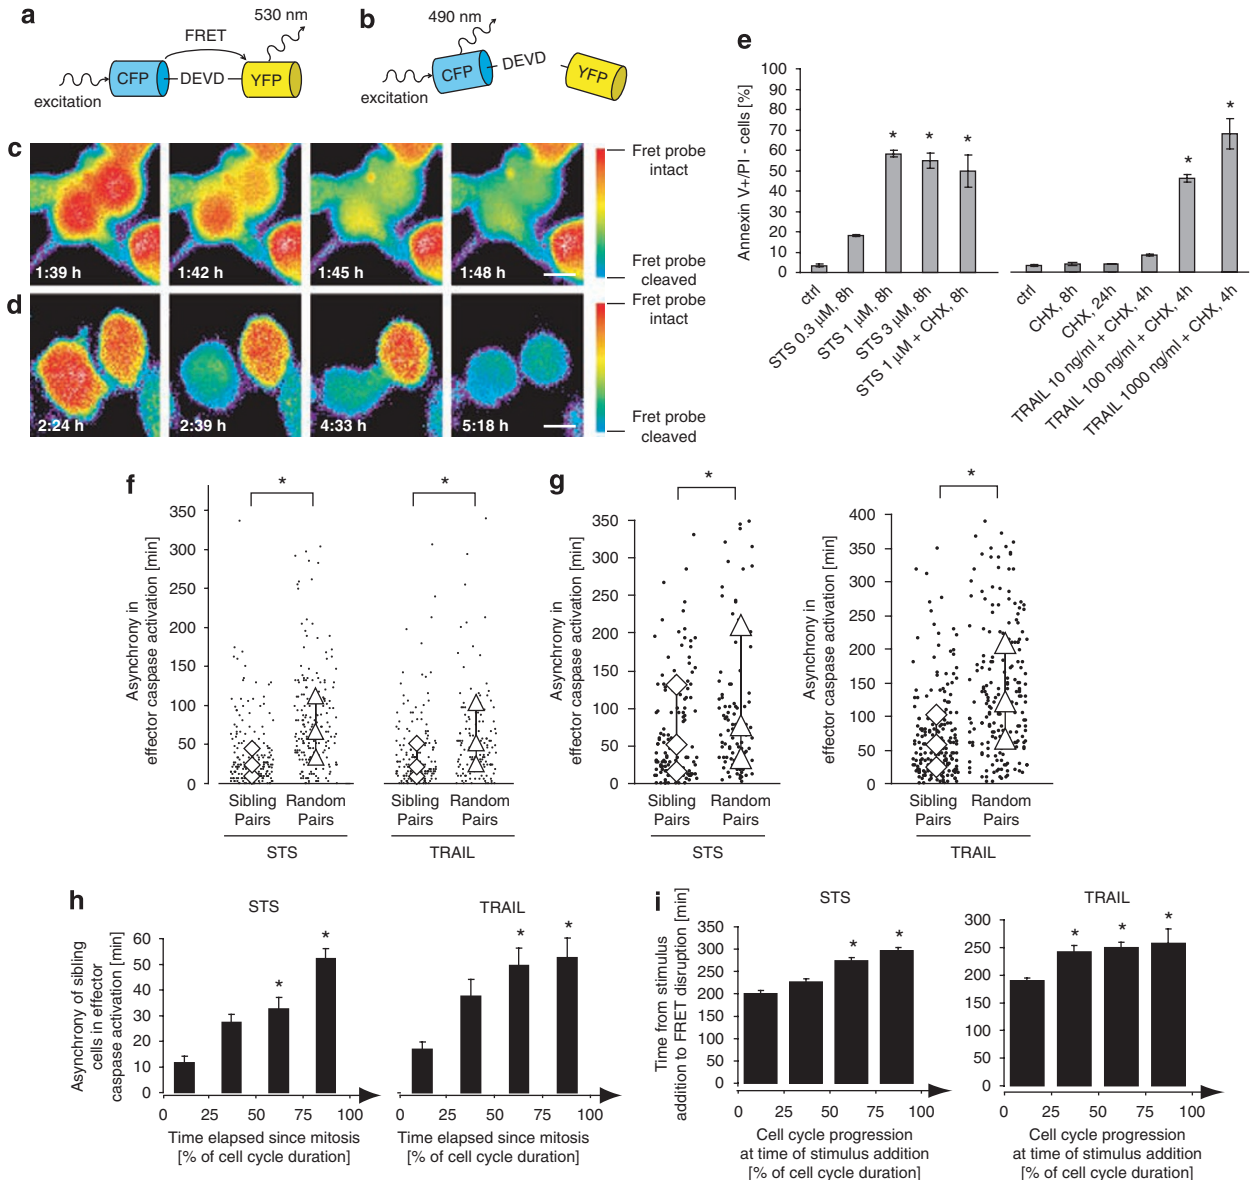 a
530 nm
FRET
CFP
DEVD
YFP
excitation
b
490 nm
CFP
DEVD
YFP
excitation
c
1:39 h
1:42 h
1:45 h
1:48 h
Fret probe
intact
Fret probe
cleaved
d
2:24 h
2:39 h
4:33 h
5:18 h
Fret probe
intact
Fret probe
cleaved
e
Annexin V+/PI - cells [%]
100
90
80
70
60
50
40
30
20
10
0
* * *
* *
ctrl
STS 0.3 µM, 8h
STS 1 µM, 8h
STS 3 µM, 8h
STS 1 µM + CHX, 8h
ctrl
CHX, 8h
CHX, 24h
TRAIL 10 ng/ml + CHX, 4h
TRAIL 100 ng/ml + CHX, 4h
TRAIL 1000 ng/ml + CHX, 4h
f
Asynchrony in
effector caspase activation [min]
350
300
250
200
150
100
50
0
* *
Sibling Pairs
Random Pairs
STS
Sibling Pairs
Random Pairs
TRAIL
g
Asynchrony in
effector caspase activation [min]
350
300
250
200
150
100
50
0
*
Sibling Pairs
Random Pairs
STS
Asynchrony in
effector caspase activation [min]
400
350
300
250
200
150
100
50
0
*
Sibling Pairs
Random Pairs
TRAIL
h
STS
Asynchrony of sibling
cells in effector
caspase activation [min]
60
50
40
30
20
10
0
* *
0 25 50 75 100
Time elapsed since mitosis
[% of cell cycle duration]
TRAIL
60
50
40
30
20
10
0
* *
0 25 50 75 100
Time elapsed since mitosis
[% of cell cycle duration]
i
STS
Time from stimulus
addition to FRET disruption [min]
350
300
250
200
150
100
50
0
* *
0 25 50 75 100
Cell cycle progression
at time of stimulus addition
[% of cell cycle duration]
TRAIL
300
250
200
150
100
50
0
* * *
0 25 50 75 100
Cell cycle progression
at time of stimulus addition
[% of cell cycle duration]